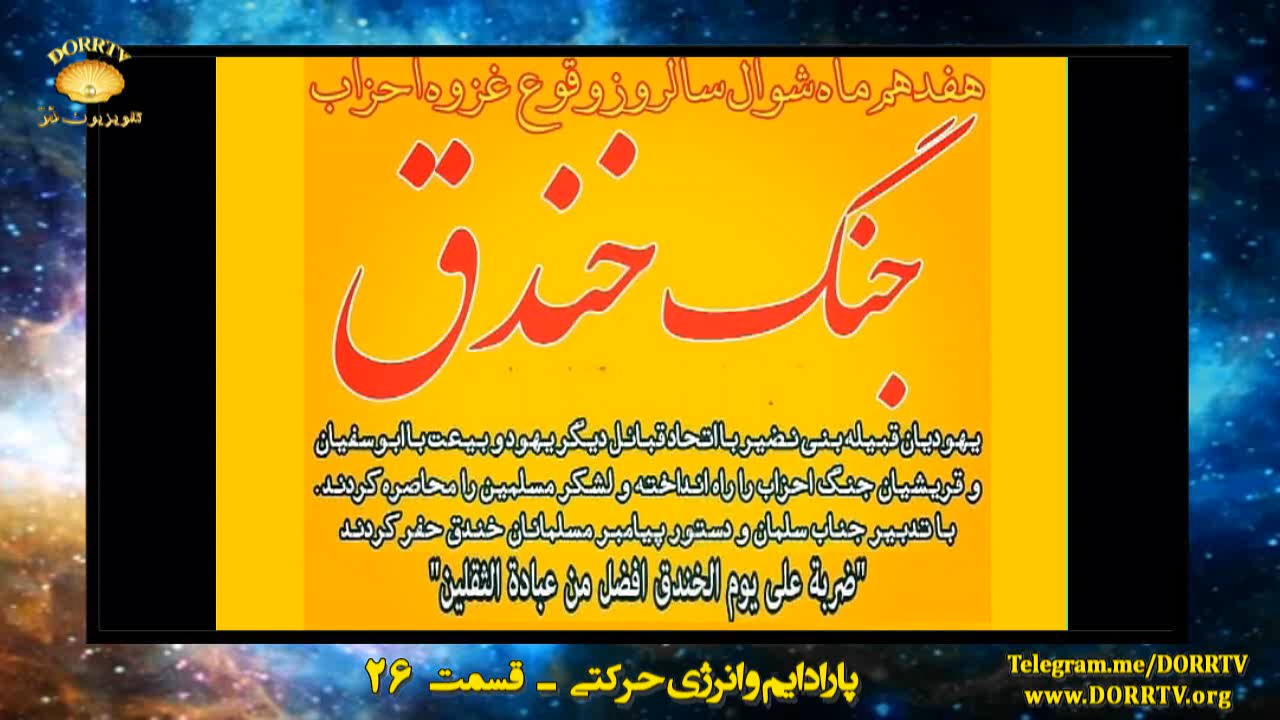 DORRTV
تلویزیون دُرّ
هفدهم ماه شوال سالروز وقوع غزوه احزاب
جنگ خندق
یهودیان قبیله بنی نضیر با اتحاد قبائل دیگر یهود و بیعت با ابوسفیان
و قریشیان جنگ احزاب را راه انداخته و لشکر مسلمین را محاصره کردند.
با تدبیر جناب سلمان و دستور پیامبر مسلمانان خندق حفر کردند
"ضربة علی یوم الخندق افضل من عبادة الثقلین"
پارادایم و انرژی حرکتی - قسمت ۲۶
Telegram.me/DORRTV
www.DORRTV.org